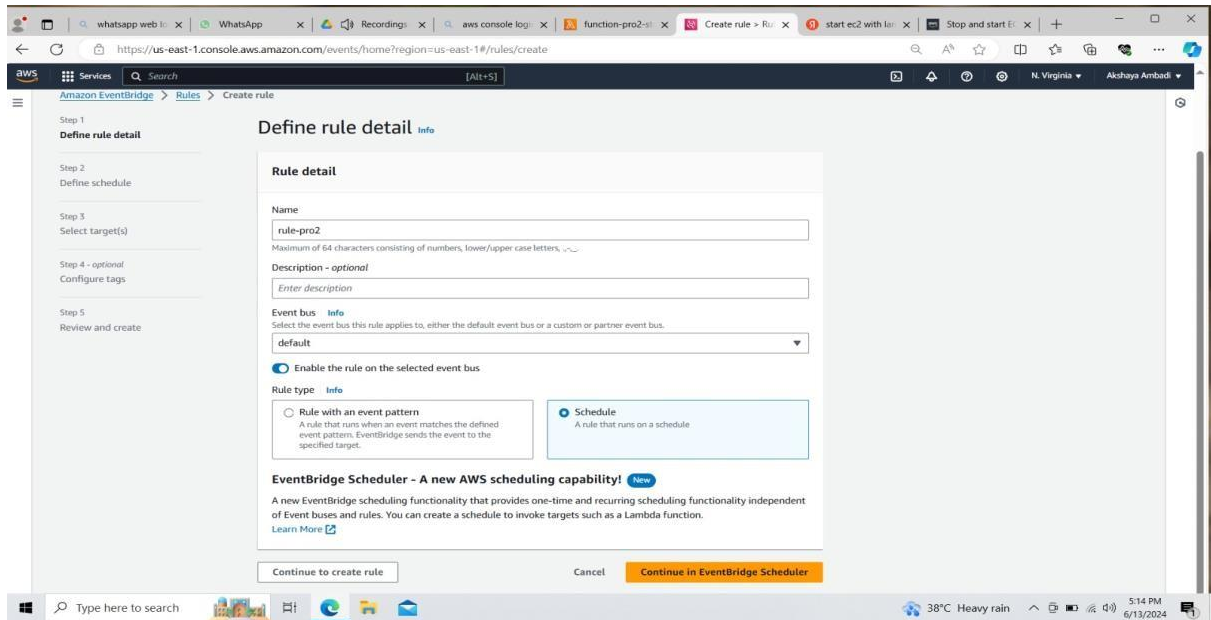 whatsapp web lo
WhatsApp
Recordings
aws console logi
function-pro2-st
Create rule > Ru
start ec2 with lar
Stop and start E
https://us-east-1.console.aws.amazon.com/events/home?region=us-east-1#/rules/create
aws
Services
Search
[Alt+S]
N. Virginia
Akshaya Ambadi
Amazon EventBridge > Rules > Create rule
Step 1
Define rule detail
Step 2
Define schedule
Step 3
Select target(s)
Step 4 - optional
Configure tags
Step 5
Review and create
Define rule detail Info
Rule detail
Name
rule-pro2
Maximum of 64 characters consisting of numbers, lower/upper case letters, .,-,_.
Description - optional
Enter description
Event bus Info
Select the event bus this rule applies to, either the default event bus or a custom or partner event bus.
default
Enable the rule on the selected event bus
Rule type Info
Rule with an event pattern
A rule that runs when an event matches the defined
event pattern. EventBridge sends the event to the
specified target.
Schedule
A rule that runs on a schedule
EventBridge Scheduler - A new AWS scheduling capability! New
A new EventBridge scheduling functionality that provides one-time and recurring scheduling functionality independent
of Event buses and rules. You can create a schedule to invoke targets such as a Lambda function.
Learn More
Continue to create rule
Cancel
Continue in EventBridge Scheduler
Type here to search
38°C Heavy rain
5:14 PM
6/13/2024